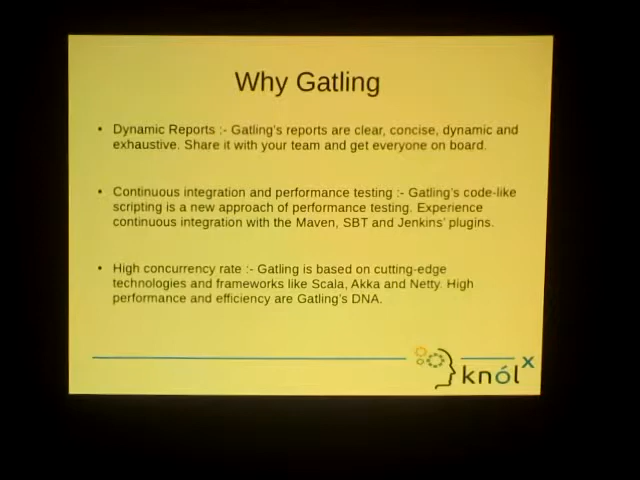 Why Gatling
• Dynamic Reports :- Gatling's reports are clear, concise, dynamic and
exhaustive. Share it with your team and get everyone on board.
• Continuous integration and performance testing :- Gatling's code-like
scripting is a new approach of performance testing. Experience
continuous integration with the Maven, SBT and Jenkins' plugins.
• High concurrency rate :- Gatling is based on cutting-edge
technologies and frameworks like Scala, Akka and Netty. High
performance and efficiency are Gatling's DNA.
knólx